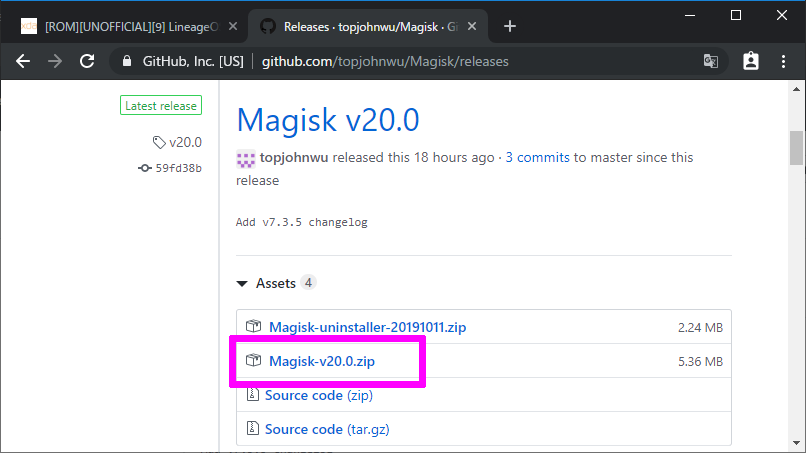 [ROM][UNOFFICIAL][9] LineageO
Releases · topjohnwu/Magisk · Gi
GitHub, Inc. [US] | github.com/topjohnwu/Magisk/releases
Latest release
v20.0
59fd38b
Magisk v20.0
topjohnwu released this 18 hours ago · 3 commits to master since this
release
Add v7.3.5 changelog
Assets 4
Magisk-uninstaller-20191011.zip 2.24 MB
Magisk-v20.0.zip 5.36 MB
Source code (zip)
Source code (tar.gz)